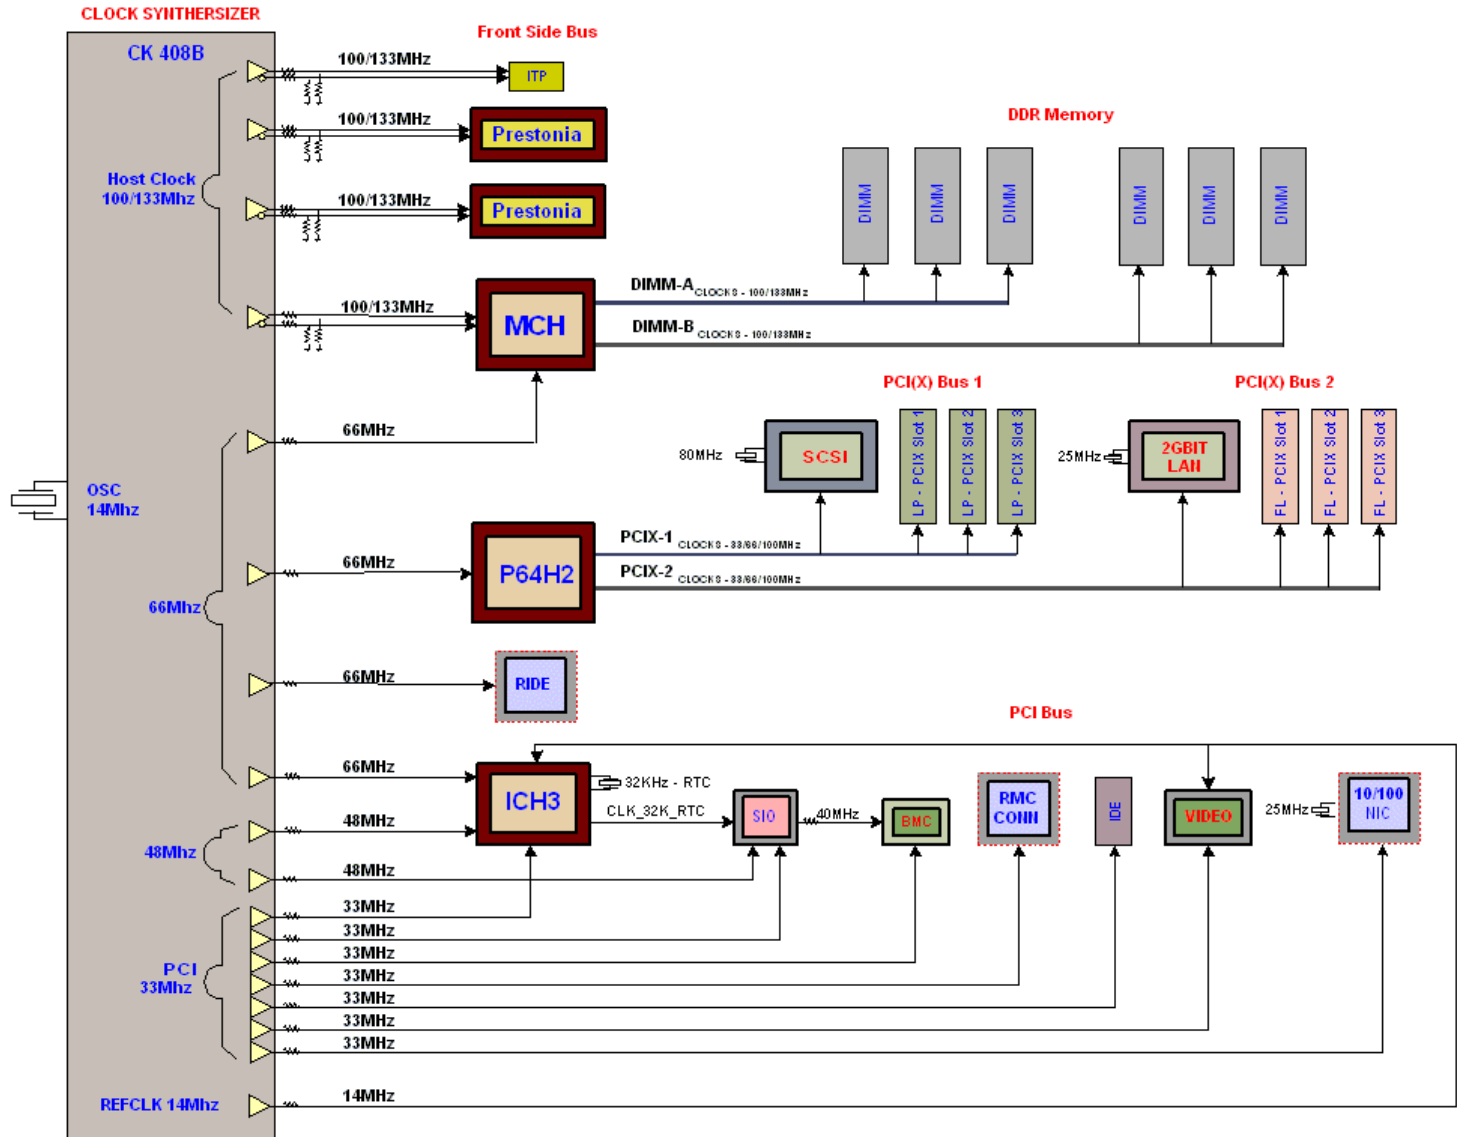 CLOCK SYNTHERSIZER
CK 408B
Host Clock
100/133Mhz
OSC
14Mhz
66Mhz
48Mhz
PCI
33Mhz
REFCLK 14Mhz
Front Side Bus
100/133MHz
ITP
100/133MHz
Prestonia
100/133MHz
Prestonia
100/133MHz
MCH
DDR Memory
DIMM
DIMM
DIMM
DIMM
DIMM
DIMM
DIMM-A CLOCKS - 100/133MHz
DIMM-B CLOCKS - 100/133MHz
66MHz
PCI(X) Bus 1
80MHz
SCSI
LP - PCIX Slot 1
LP - PCIX Slot 2
LP - PCIX Slot 3
PCI(X) Bus 2
25MHz
2GBIT
LAN
FL - PCIX Slot 1
FL - PCIX Slot 2
FL - PCIX Slot 3
66MHz
P64H2
PCIX-1 CLOCKS - 33/66/100MHz
PCIX-2 CLOCKS - 33/66/100MHz
66MHz
RIDE
PCI Bus
66MHz
ICH3
32KHz - RTC
CLK_32K_RTC
SIO
40MHz
BMC
RMC
CONN
IDE
VIDEO
25MHz
10/100
NIC
48MHz
48MHz
33MHz
33MHz
33MHz
33MHz
33MHz
33MHz
33MHz
14MHz